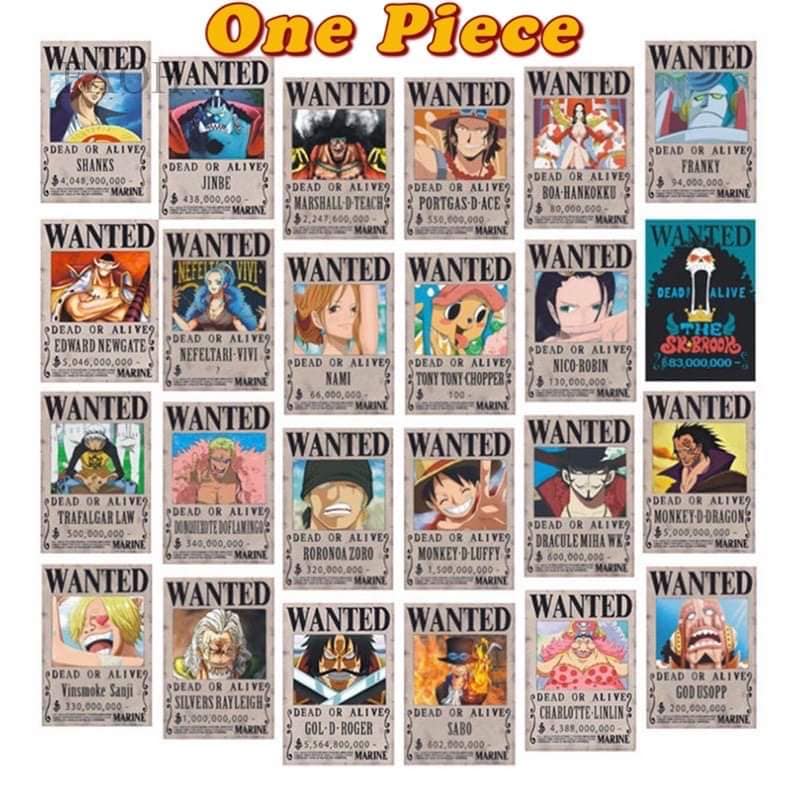 One Piece
WANTED
DEAD OR ALIVE
SHANKS
$4,048,900,000-
MARINE
WANTED
DEAD OR ALIVE
JINBE
$ 438,000,000-
MARINE
WANTED
DEAD OR ALIVE
MARSHALL·D·TEACH
$2,247,600,000-
MARINE
WANTED
DEAD OR ALIVE
PORTGAS·D·ACE
$ 550,000,000-
MARINE
WANTED
DEAD OR ALIVE
BOA·HANKOKKU
$ 80,000,000-
MARINE
WANTED
DEAD OR ALIVE
FRANKY
$ 94,000,000-
MARINE
WANTED
DEAD OR ALIVE
EDWARD NEWGATE
$5,046,000,000-
MARINE
WANTED
NEFELTARI VIVI
DEAD OR ALIVE
NEFELTARI·VIVI
$ ?
MARINE
WANTED
DEAD OR ALIVE
NAMI
$ 66,000,000-
MARINE
WANTED
DEAD OR ALIVE
TONY TONY·CHOPPER
$ 100-
MARINE
WANTED
DEAD OR ALIVE
NICO·ROBIN
$ 130,000,000-
MARINE
WANTED
DEAD! ALIVE
THE
SK·BROOK
$83,000,000-
WANTED
DEAD OR ALIVE
TRAFALGAR LAW
$ 500,000,000-
MARINE
WANTED
DEAD OR ALIVE
DONQUIXOTE DOFLAMINGO
$ 340,000,000-
MARINE
WANTED
DEAD OR ALIVE
RORONOA ZORO
$ 320,000,000-
MARINE
WANTED
DEAD OR ALIVE
MONKEY·D·LUFFY
$ 1,500,000,000-
MARINE
WANTED
DEAD OR ALIVE
DRACULE MIHA WK
$ 600,000,000-
MARINE
WANTED
DEAD OR ALIVE
MONKEY·D·DRAGON
$5,000,000,000-
MARINE
WANTED
DEAD OR ALIVE
Vinsmoke Sanji
$ 330,000,000-
MARINE
WANTED
DEAD OR ALIVE
SILVERS RAYLEIGH
$1,000,000,000-
MARINE
WANTED
DEAD OR ALIVE
GOL·D·ROGER
$5,564,800,000-
MARINE
WANTED
DEAD OR ALIVE
SABO
$ 602,000,000-
MARINE
WANTED
DEAD OR ALIVE
CHARLOTTE·LINLIN
$ 4,388,000,000-
MARINE
WANTED
DEAD OR ALIVE
GOD USOPP
$ 200,000,000-
MARINE